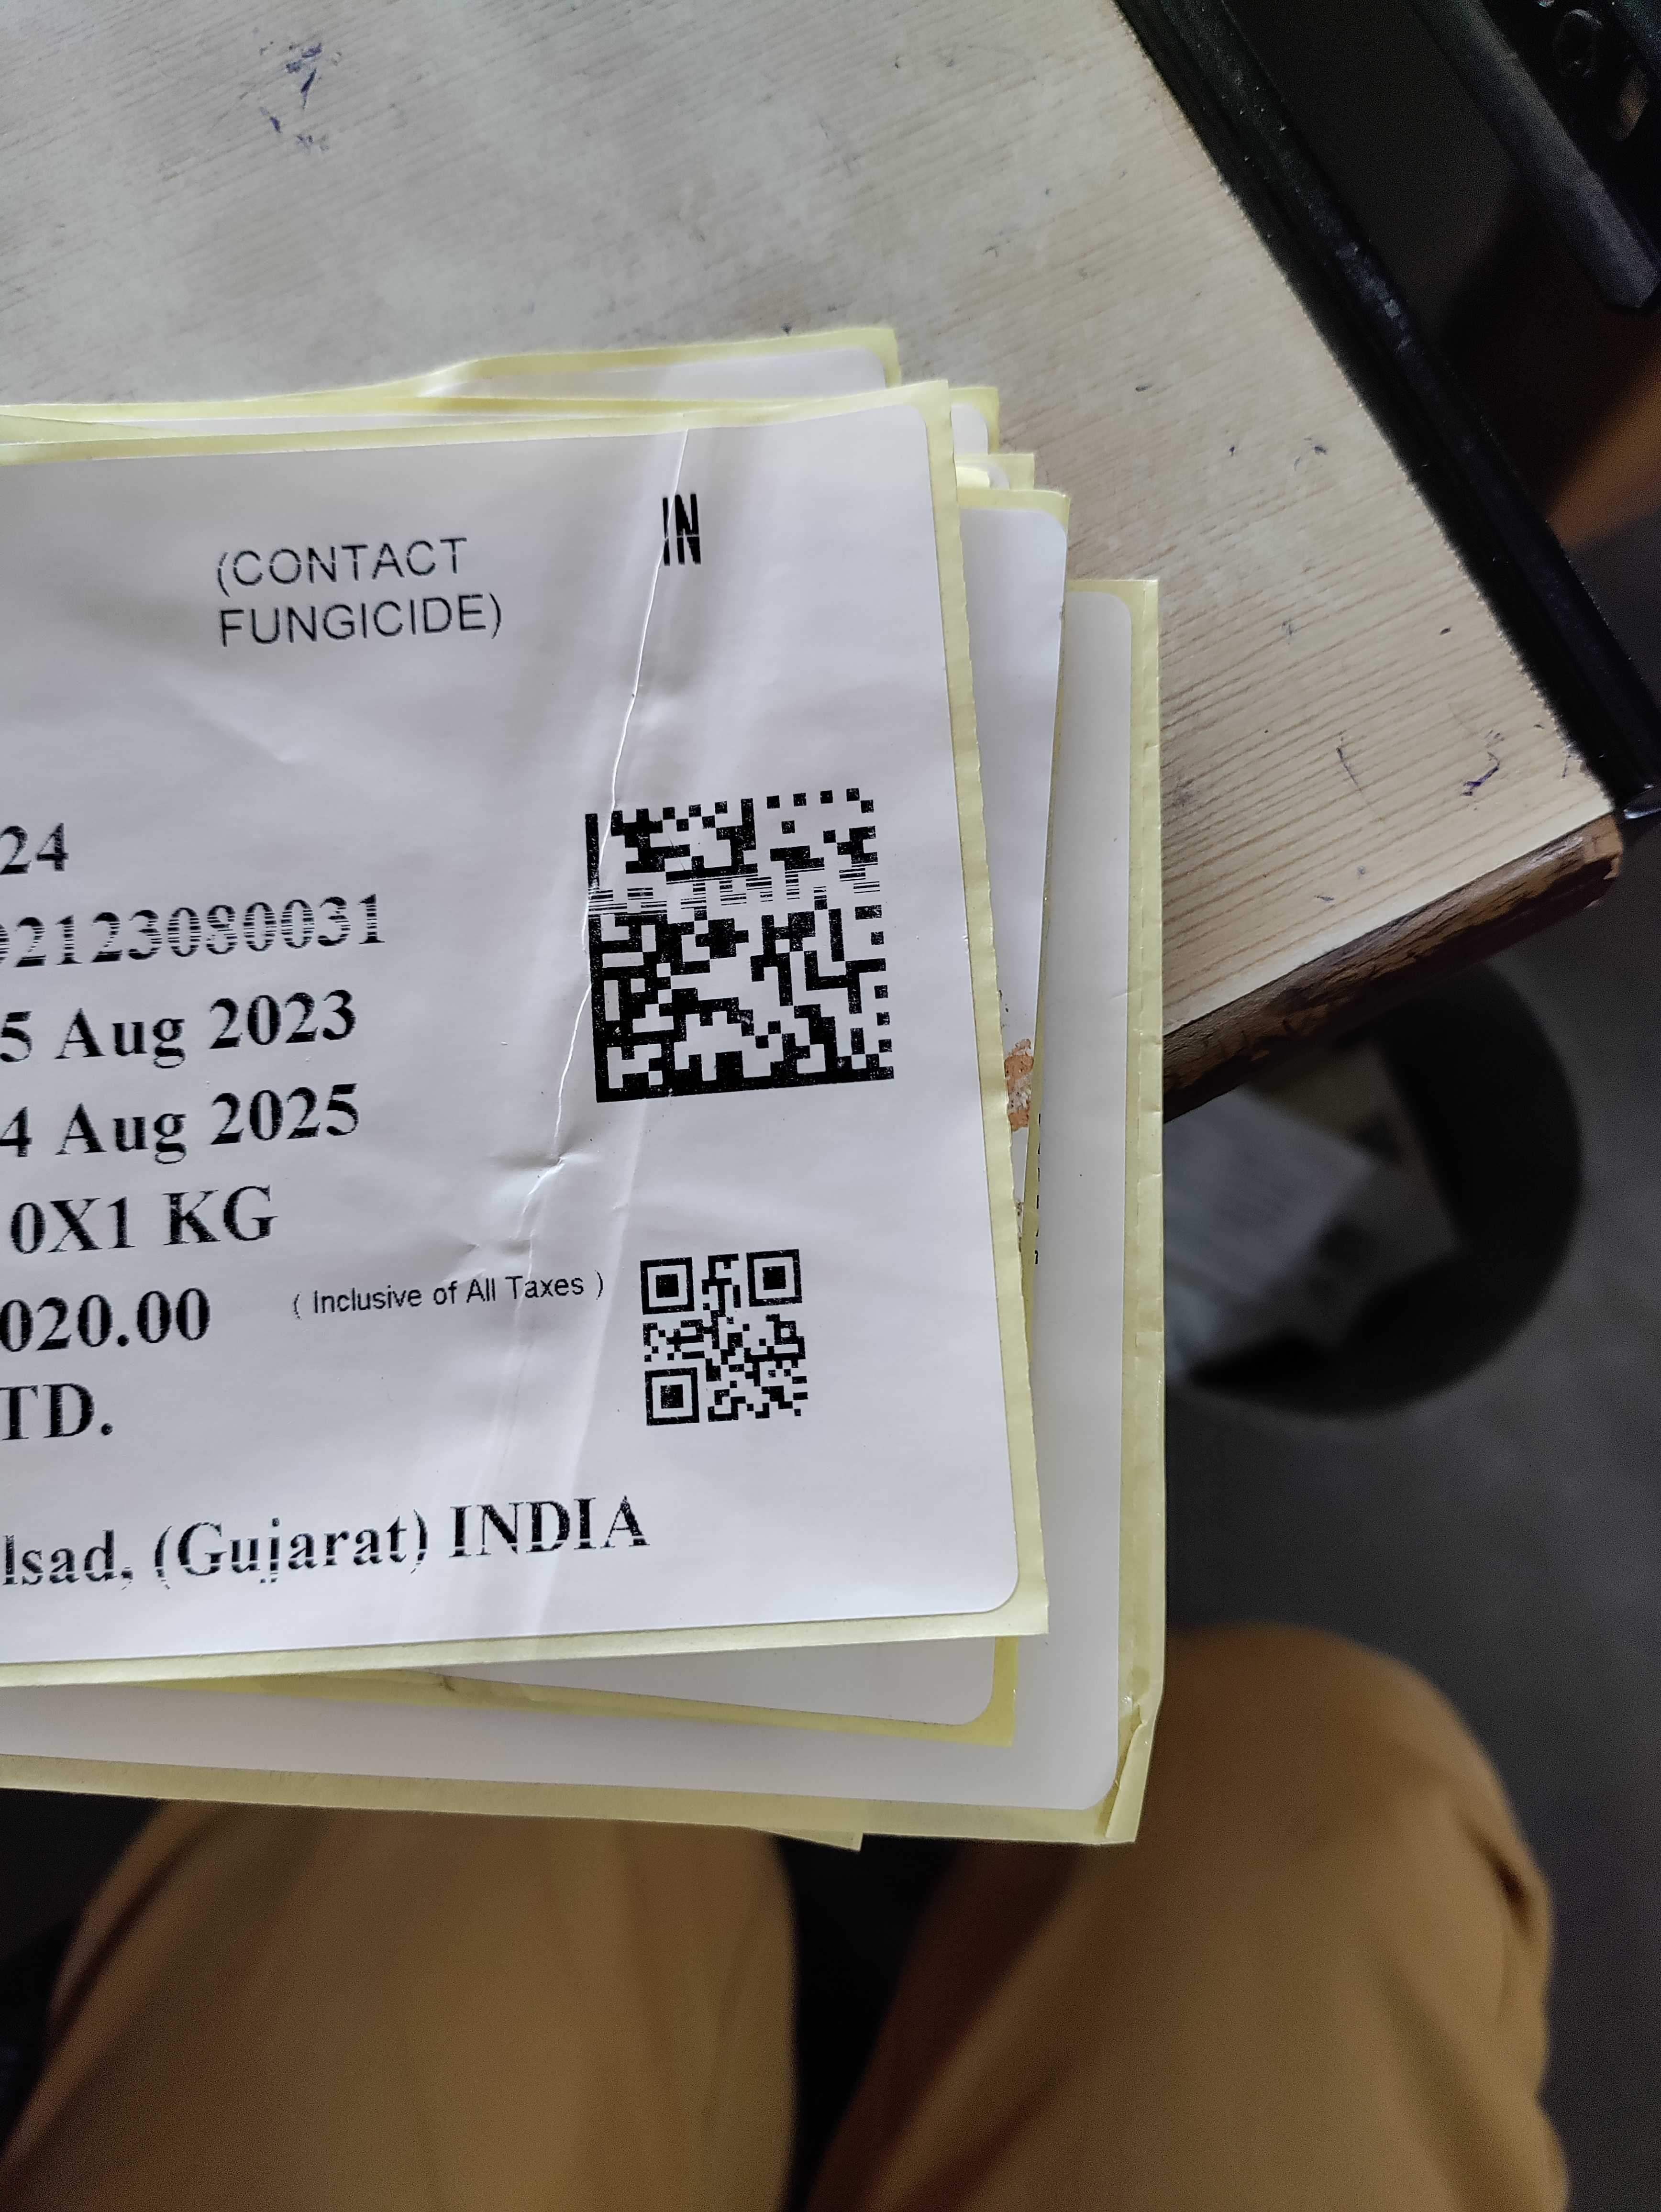 IN
(CONTACT
FUNGICIDE)
24
02123080031
5 Aug 2023
4 Aug 2025
0X1 KG
020.00 ( Inclusive of All Taxes )
TD.
lsad, (Gujarat) INDIA